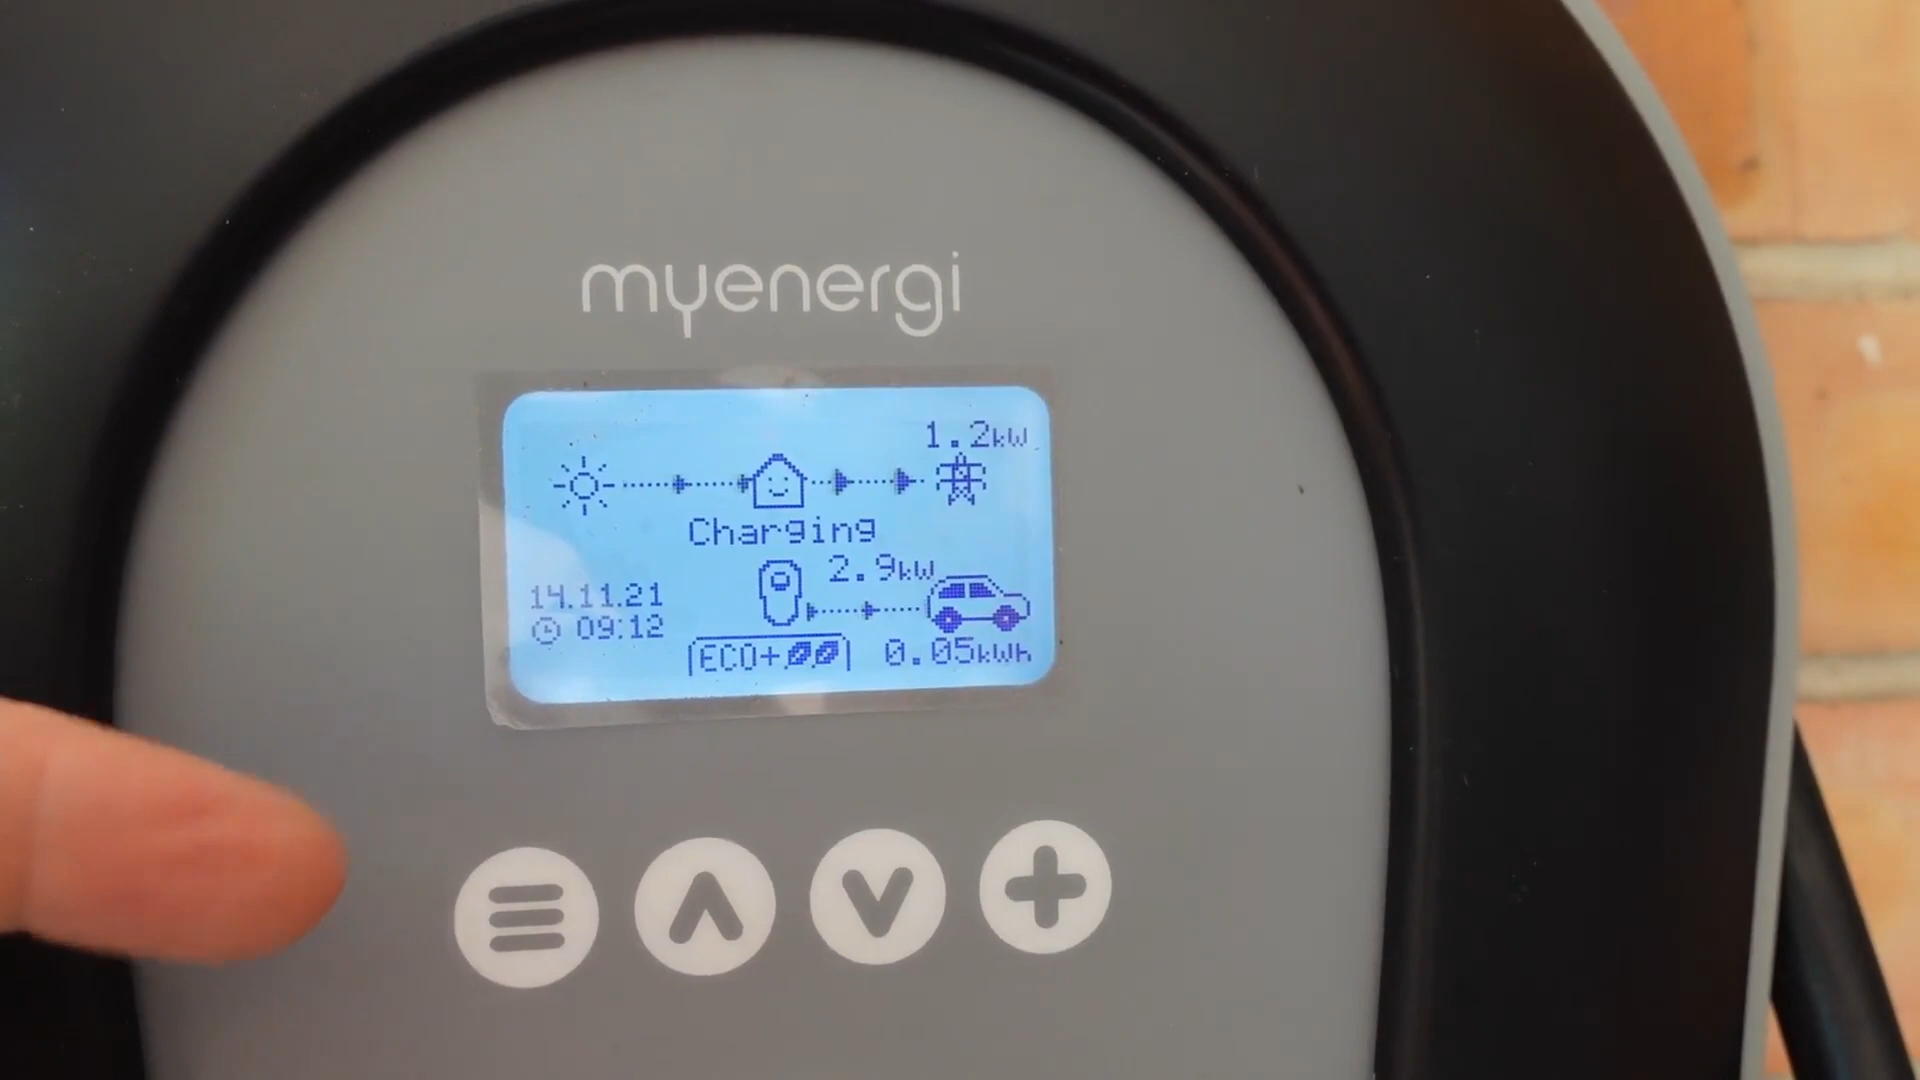 myenergi
1.2kW
Charging
2.9kW
14.11.21
09:12
ECO+
0.05kWh